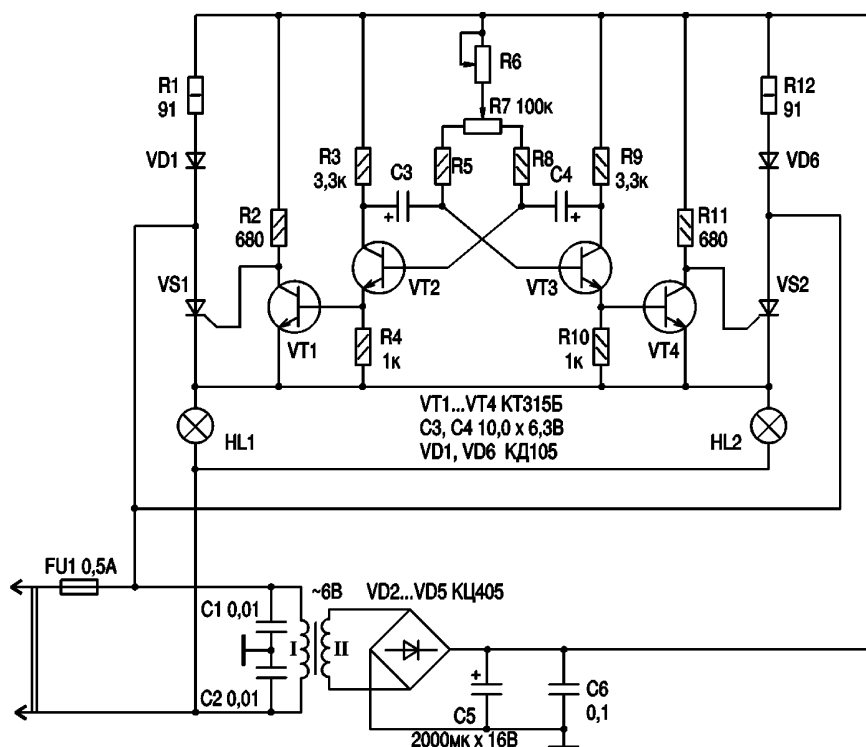 R1
91
VD1
R2
680
VS1
VT1
R3
3,3к
C3
+
VT2
R4
1к
R6
R7 100к
R5
R8
C4
+
R9
3,3к
VT3
R10
1к
R11
680
VT4
R12
91
VD6
VS2
VT1...VT4 КТ315Б
C3, C4 10,0 x 6,3В
VD1, VD6 КД105
HL1
HL2
FU1 0,5А
C1 0,01
C2 0,01
~6В
I
II
VD2...VD5 КЦ405
+
C5
2000мк x 16В
C6
0,1